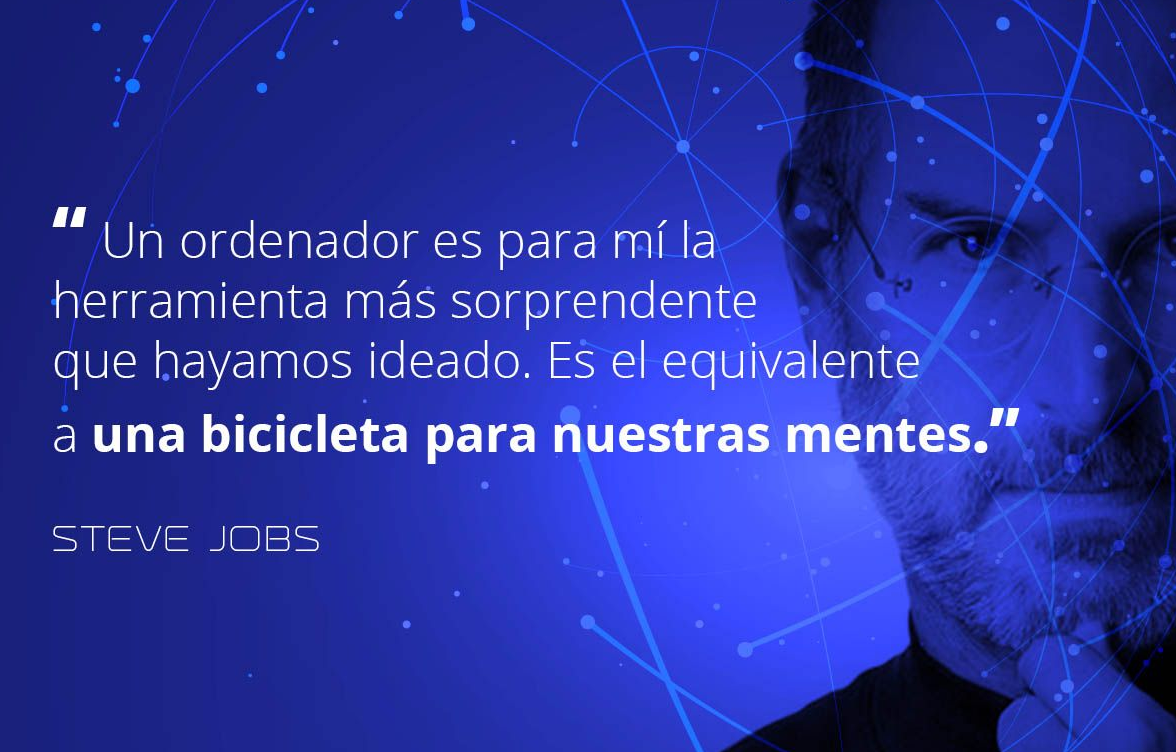 “ Un ordenador es para mí la
herramienta más sorprendente
que hayamos ideado. Es el equivalente
a una bicicleta para nuestras mentes.”
STEVE JOBS